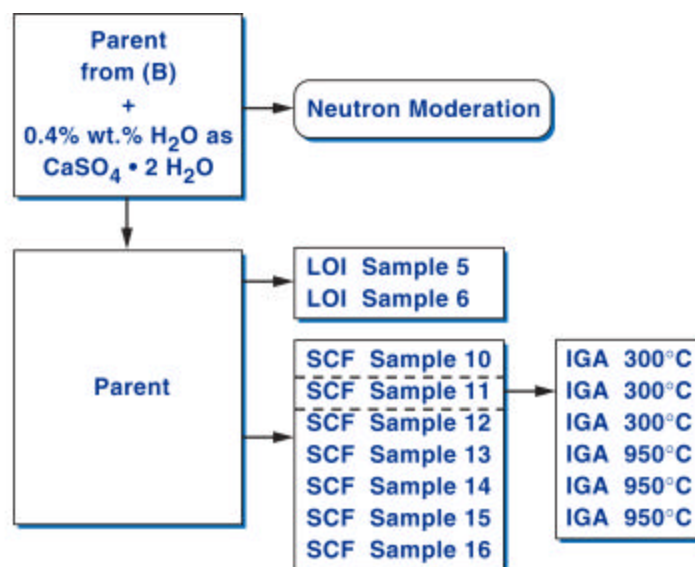 Parent
from (B)
+
0.4% wt.% H2O as
CaSO4 • 2 H2O
Neutron Moderation
Parent
LOI Sample 5
LOI Sample 6
SCF Sample 10
SCF Sample 11
SCF Sample 12
SCF Sample 13
SCF Sample 14
SCF Sample 15
SCF Sample 16
IGA 300°C
IGA 300°C
IGA 300°C
IGA 950°C
IGA 950°C
IGA 950°C